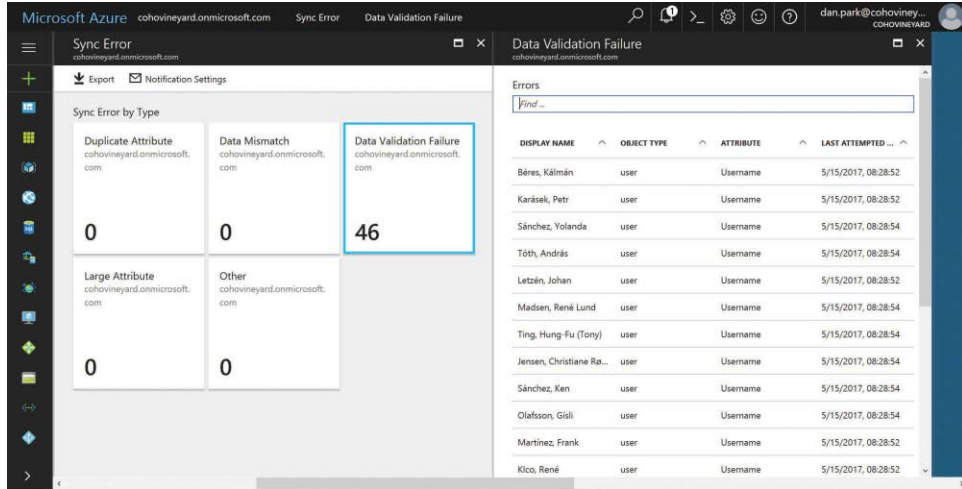 Microsoft Azure cohovineyard.onmicrosoft.com Sync Error Data Validation Failure
dan.park@cohoviney...
COHOVINEYARD
Sync Error
cohovineyard.onmicrosoft.com
Export Notification Settings
Sync Error by Type
Duplicate Attribute
cohovineyard.onmicrosoft.
com
0
Data Mismatch
cohovineyard.onmicrosoft.
com
0
Data Validation Failure
cohovineyard.onmicrosoft.
com
46
Large Attribute
cohovineyard.onmicrosoft.
com
0
Other
cohovineyard.onmicrosoft.
com
0
Data Validation Failure
cohovineyard.onmicrosoft.com
Errors
Find ...
DISPLAY NAME OBJECT TYPE ATTRIBUTE LAST ATTEMPTED ...
Béres, Kálmán user Username 5/15/2017, 08:28:52
Karásek, Petr user Username 5/15/2017, 08:28:52
Sánchez, Yolanda user Username 5/15/2017, 08:28:54
Tóth, András user Username 5/15/2017, 08:28:54
Letzén, Johan user Username 5/15/2017, 08:28:52
Madsen, René Lund user Username 5/15/2017, 08:28:54
Ting, Hung-Fu (Tony) user Username 5/15/2017, 08:28:54
Jensen, Christiane Rø... user Username 5/15/2017, 08:28:54
Sánchez, Ken user Username 5/15/2017, 08:28:54
Olafsson, Gísli user Username 5/15/2017, 08:28:54
Martínez, Frank user Username 5/15/2017, 08:28:52
Klco, René user Username 5/15/2017, 08:28:52